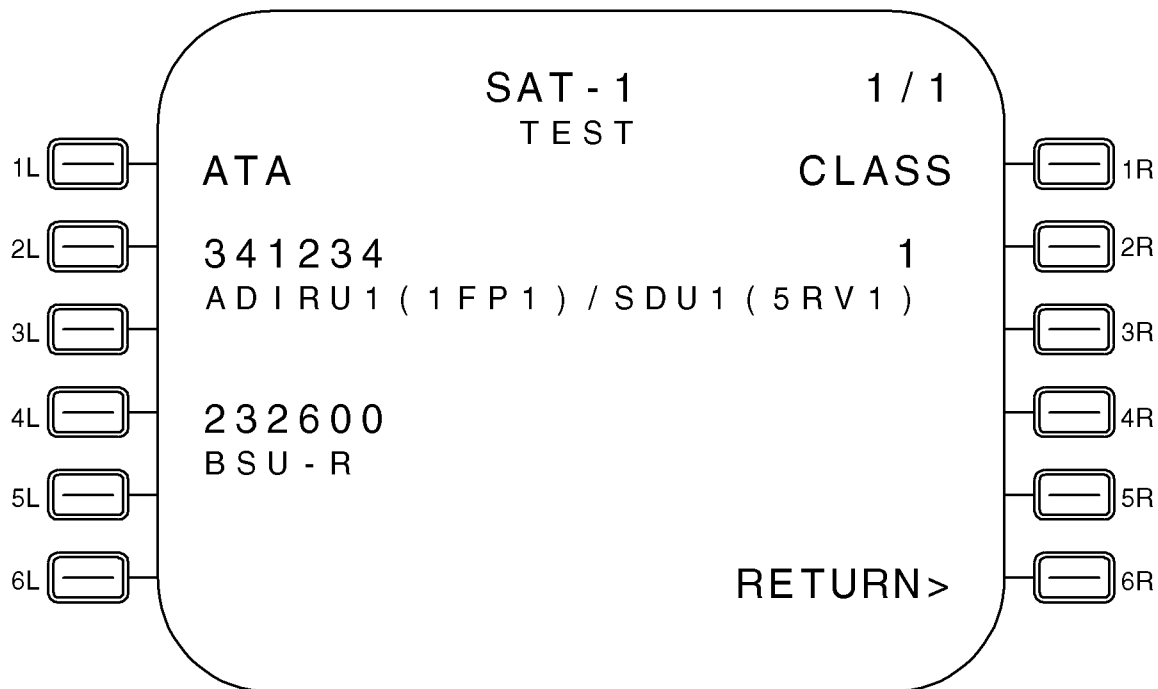 SAT-1 1/1
TEST
1L ATA CLASS 1R
2L 341234 1 2R
ADIRU1(1FP1)/SDU1(5RV1)
3L 3R
4L 232600 4R
BSU-R
5L 5R
6L RETURN> 6R